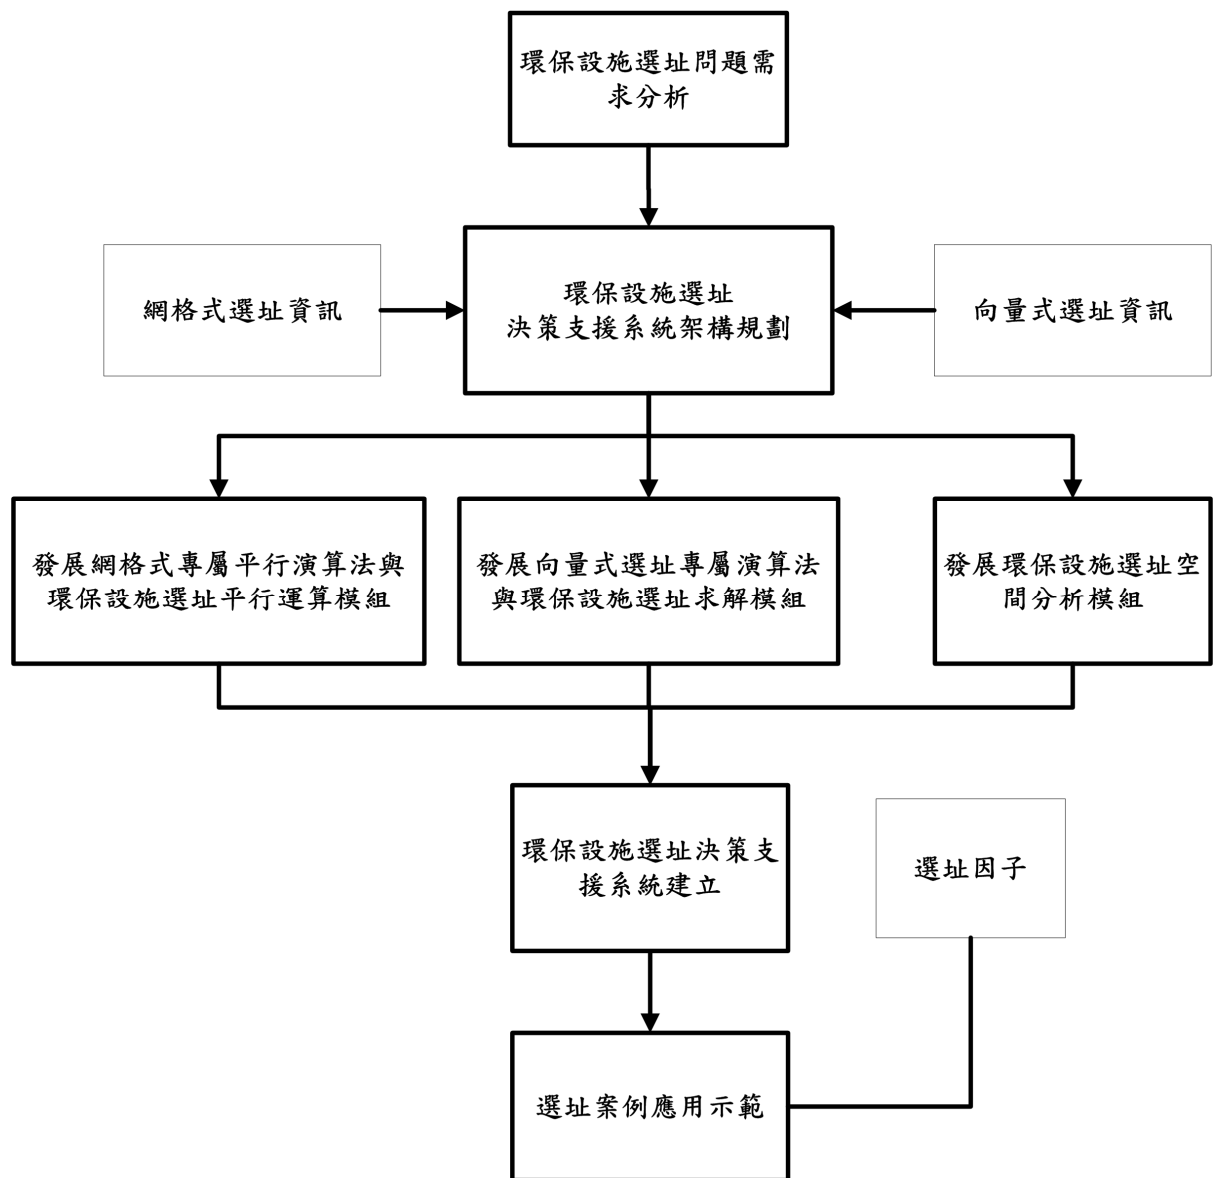 環保設施選址問題需
求分析
網格式選址資訊
環保設施選址
決策支援系統架構規劃
向量式選址資訊
發展網格式專屬平行演算法與
環保設施選址平行運算模組
發展向量式選址專屬演算法
與環保設施選址求解模組
發展環保設施選址空
間分析模組
環保設施選址決策支
援系統建立
選址因子
選址案例應用示範